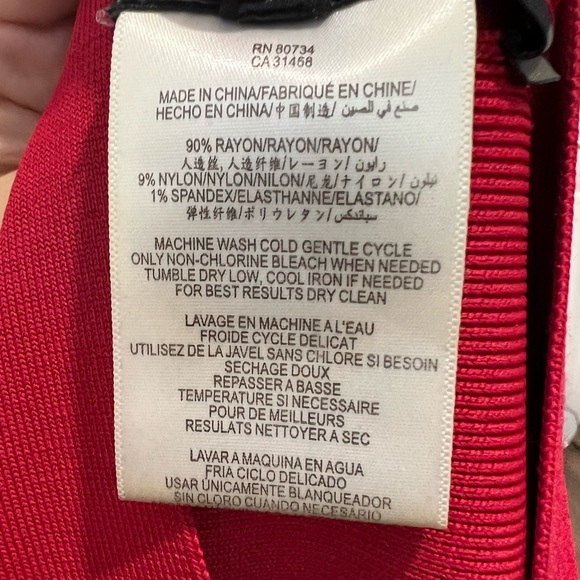 RN 80734
CA 31458
MADE IN CHINA/FABRIQUÉ EN CHINE/
HECHO EN CHINA/中国制造/صنع في الصين
90% RAYON/RAYON/RAYON/
人造丝, 人造纤维/レーヨン/رايون
9% NYLON/NYLON/NILON/尼龙/ナイロン/نيلون
1% SPANDEX/ELASTHANNE/ELASTANO/
弹性纤维/ポリウレタン/سباندكس
MACHINE WASH COLD GENTLE CYCLE
ONLY NON-CHLORINE BLEACH WHEN NEEDED
TUMBLE DRY LOW, COOL IRON IF NEEDED
FOR BEST RESULTS DRY CLEAN
LAVAGE EN MACHINE A L'EAU
FROIDE CYCLE DELICAT
UTILISEZ DE LA JAVEL SANS CHLORE SI BESOIN
SECHAGE DOUX
REPASSER A BASSE
TEMPERATURE SI NECESSAIRE
POUR DE MEILLEURS
RESULATS NETTOYER A SEC
LAVAR A MAQUINA EN AGUA
FRIA CICLO DELICADO
USAR ÚNICAMENTE BLANQUEADOR
SIN CLORO CUANDO NECESARIO